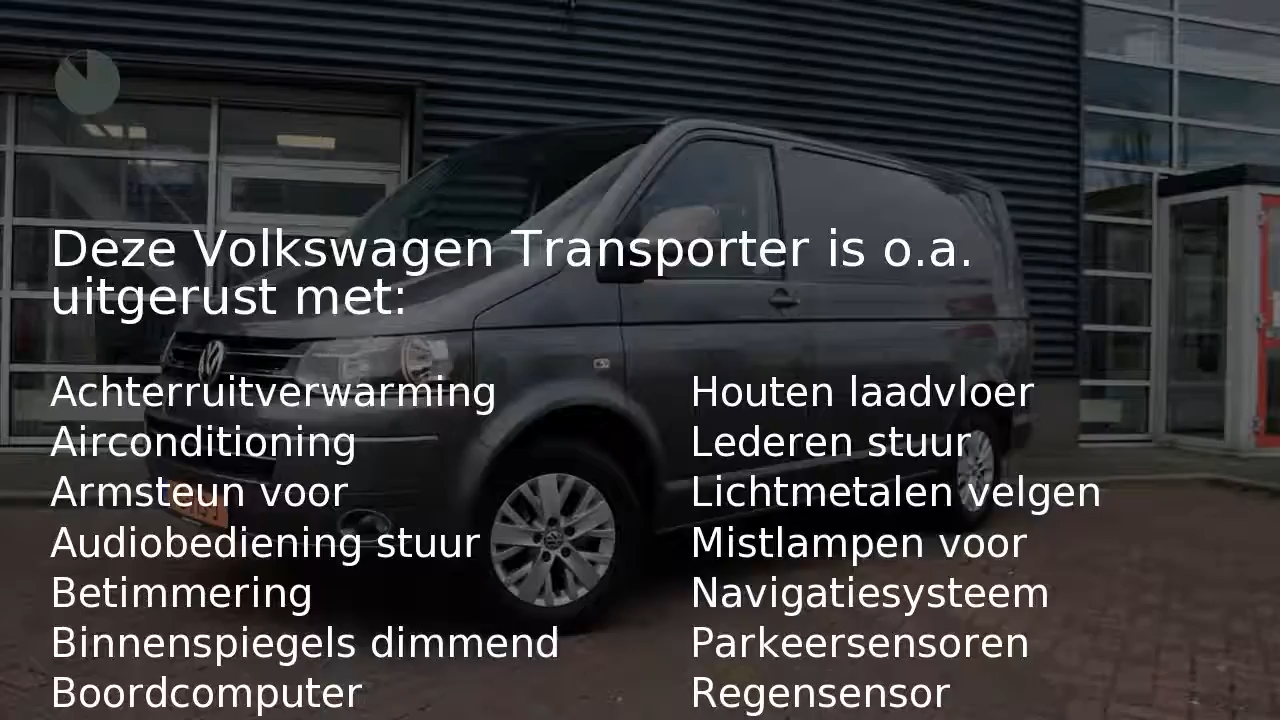 Deze Volkswagen Transporter is o.a.
uitgerust met:
Achterruitverwarming
Airconditioning
Armsteun voor
Audiobediening stuur
Betimmering
Binnenspiegels dimmend
Boordcomputer
Houten laadvloer
Lederen stuur
Lichtmetalen velgen
Mistlampen voor
Navigatiesysteem
Parkeersensoren
Regensensor